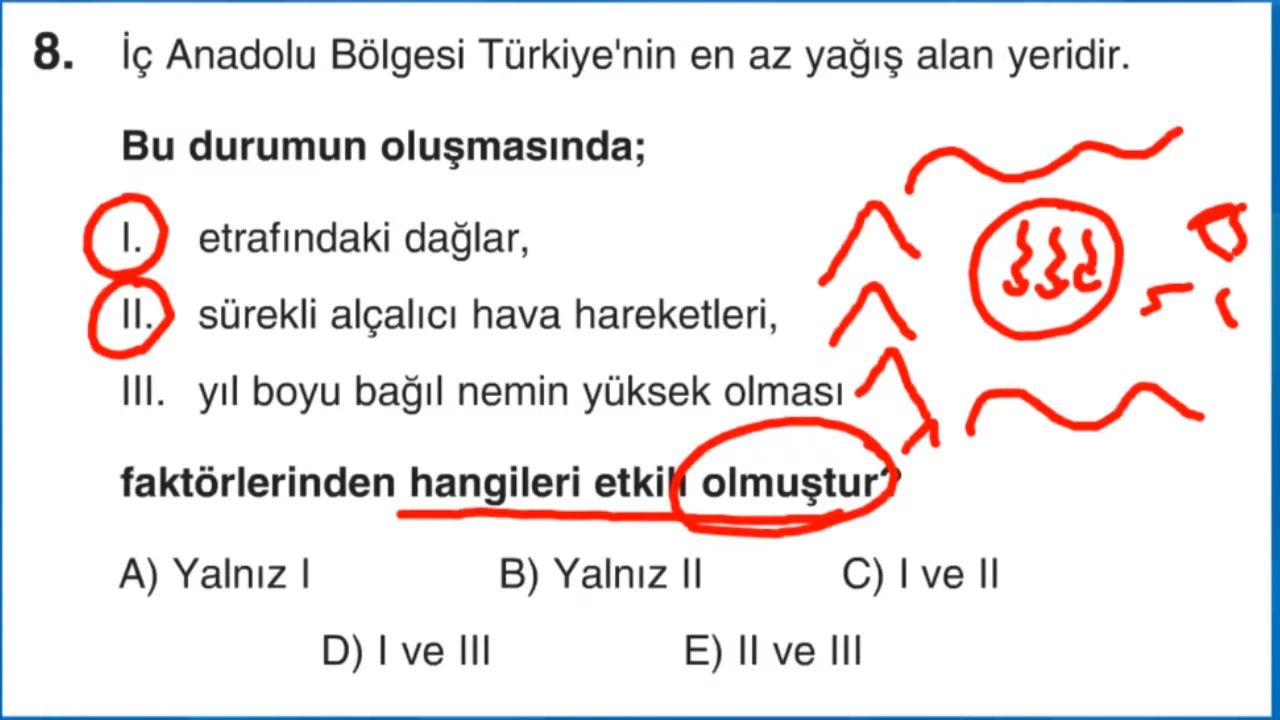 8. İç Anadolu Bölgesi Türkiye'nin en az yağış alan yeridir.
Bu durumun oluşmasında;
I. etrafındaki dağlar,
II. sürekli alçalıcı hava hareketleri,
III. yıl boyu bağıl nemin yüksek olması
faktörlerinden hangileri etkili olmuştur?
A) Yalnız I B) Yalnız II C) I ve II
D) I ve III E) II ve III